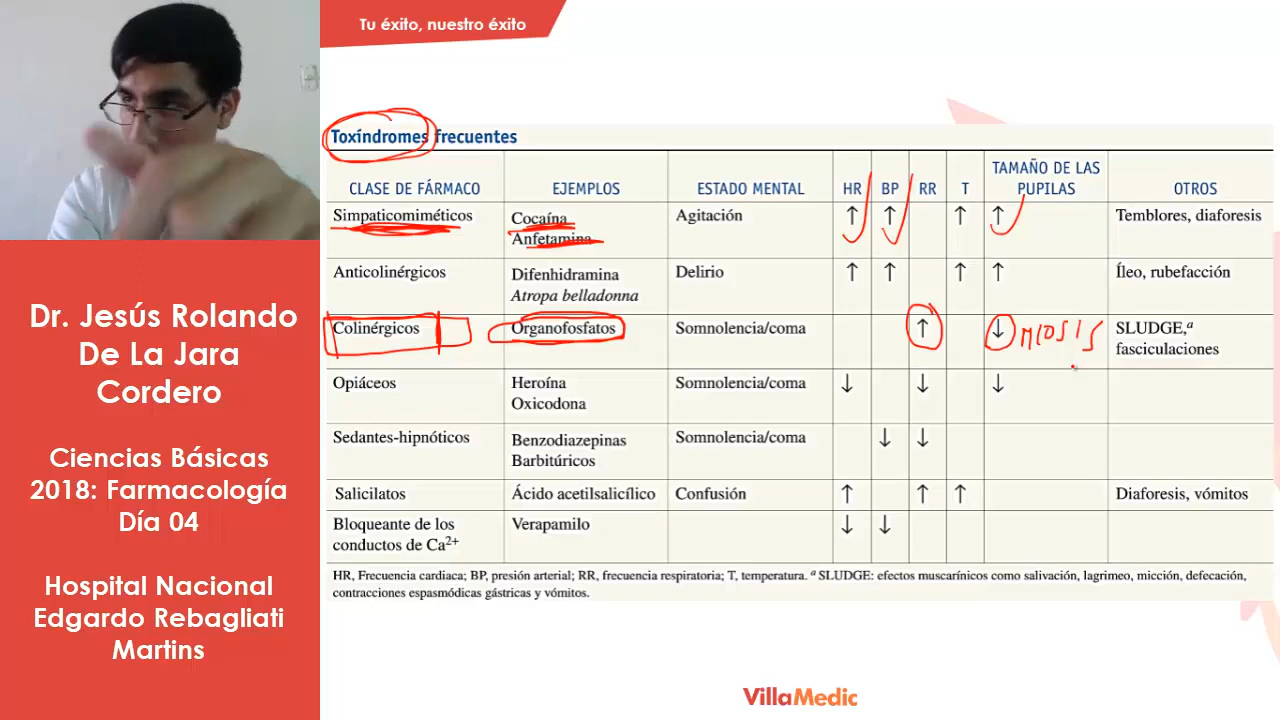 Tu éxito, nuestro éxito
Toxíndromes frecuentes
CLASE DE FÁRMACO EJEMPLOS ESTADO MENTAL HR BP RR T TAMAÑO DE LAS PUPILAS OTROS
Simpaticomiméticos Cocaína Agitación ↑ ↑ ↑ ↑ Temblores, diaforesis
Anfetamina
Anticolinérgicos Difenhidramina Delirio ↑ ↑ ↑ ↑ Íleo, rubefacción
Atropa belladonna
Colinérgicos Organofosfatos Somnolencia/coma ↑ ↓ MIOSIS SLUDGE,ª
fasciculaciones
Opiáceos Heroína Somnolencia/coma ↓ ↓ ↓
Oxicodona
Sedantes-hipnóticos Benzodiazepinas Somnolencia/coma ↓ ↓
Barbitúricos
Salicilatos Ácido acetilsalicílico Confusión ↑ ↑ ↑ Diaforesis, vómitos
Bloqueante de los Verapamilo ↓ ↓
conductos de Ca²⁺
HR, Frecuencia cardiaca; BP, presión arterial; RR, frecuencia respiratoria; T, temperatura. ª SLUDGE: efectos muscarínicos como salivación, lagrimeo, micción, defecación,
contracciones espasmódicas gástricas y vómitos.
Dr. Jesús Rolando
De La Jara
Cordero
Ciencias Básicas
2018: Farmacología
Día 04
Hospital Nacional
Edgardo Rebagliati
Martins
VillaMedic